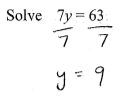 Solve 7y = 63
7 7
y = 9